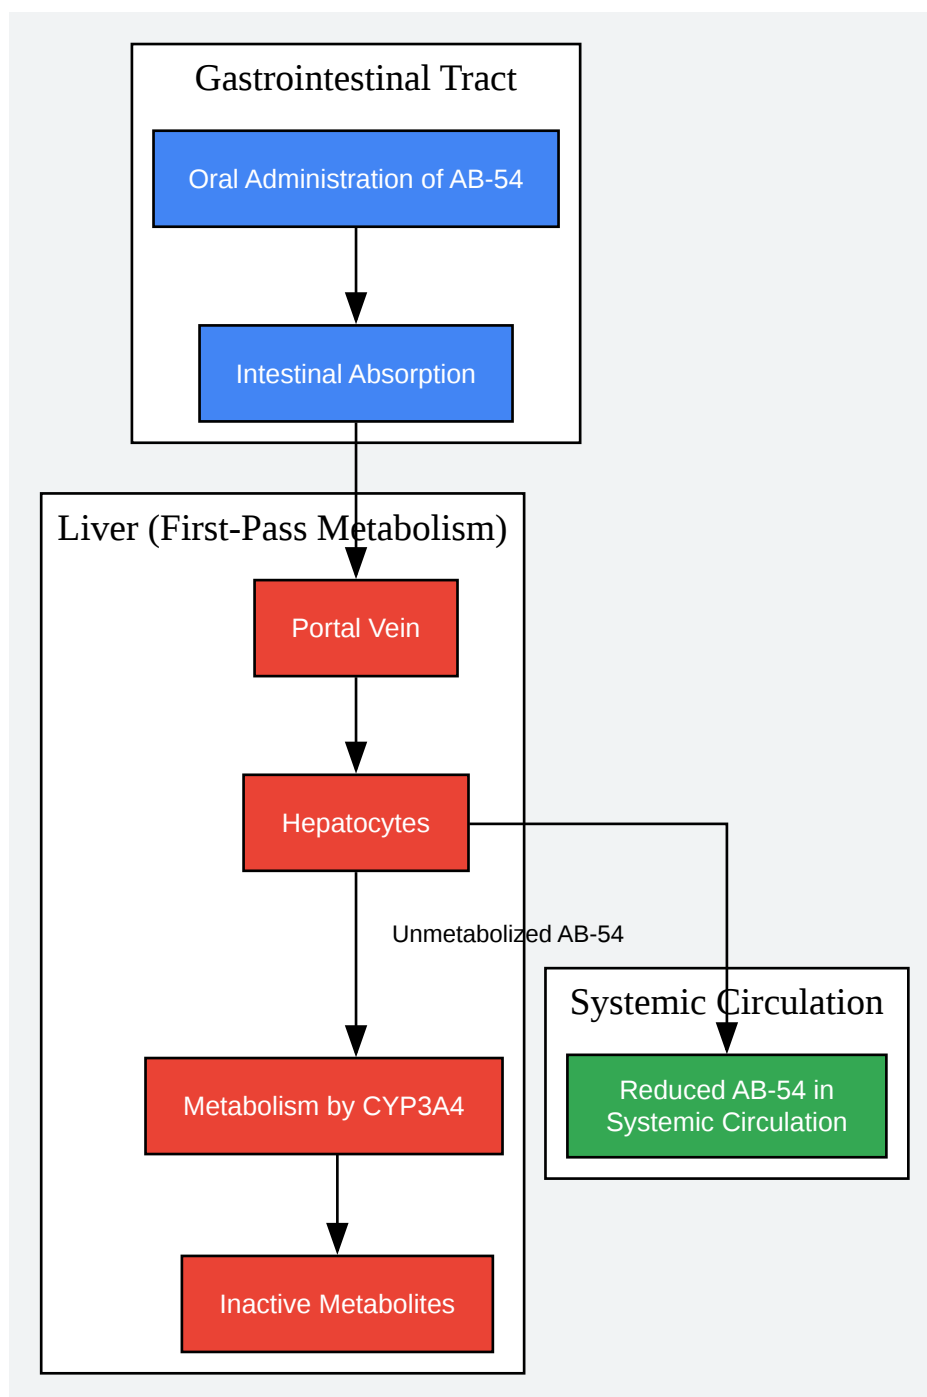 Gastrointestinal Tract
Oral Administration of AB-54
Intestinal Absorption
Liver (First-Pass Metabolism)
Portal Vein
Hepatocytes
Unmetabolized AB-54
Systemic Circulation
Reduced AB-54 in
Systemic Circulation
Metabolism by CYP3A4
Inactive Metabolites